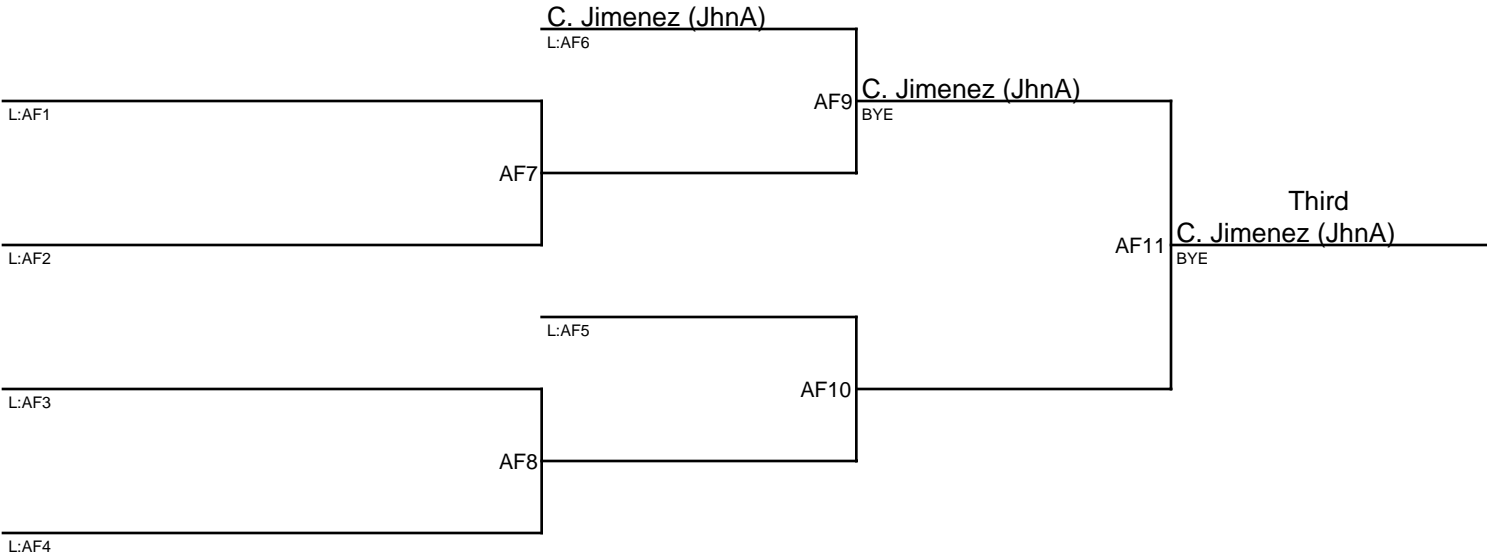 C. Jimenez (JhnA)
L:AF6
AF9
C. Jimenez (JhnA)
BYE
L:AF1
AF7
Third
C. Jimenez (JhnA)
AF11
BYE
L:AF2
L:AF5
L:AF3
AF10
AF8
L:AF4